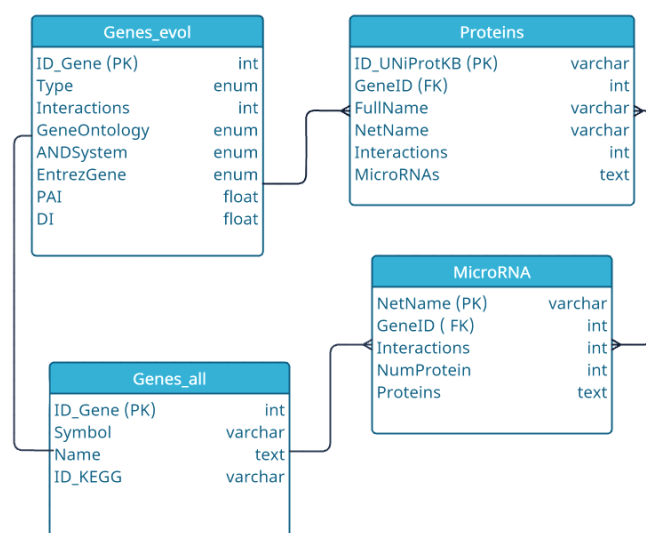 Genes_evol
ID_Gene (PK) int
Type enum
Interactions int
GeneOntology enum
ANDSystem enum
EntrezGene enum
PAI float
DI float
Proteins
ID_UNiProtKB (PK) varchar
GeneID (FK) int
FullName varchar
NetName varchar
Interactions int
MicroRNAs text
MicroRNA
NetName (PK) varchar
GeneID ( FK) int
Interactions int
NumProtein int
Proteins text
Genes_all
ID_Gene (PK) int
Symbol varchar
Name text
ID_KEGG varchar